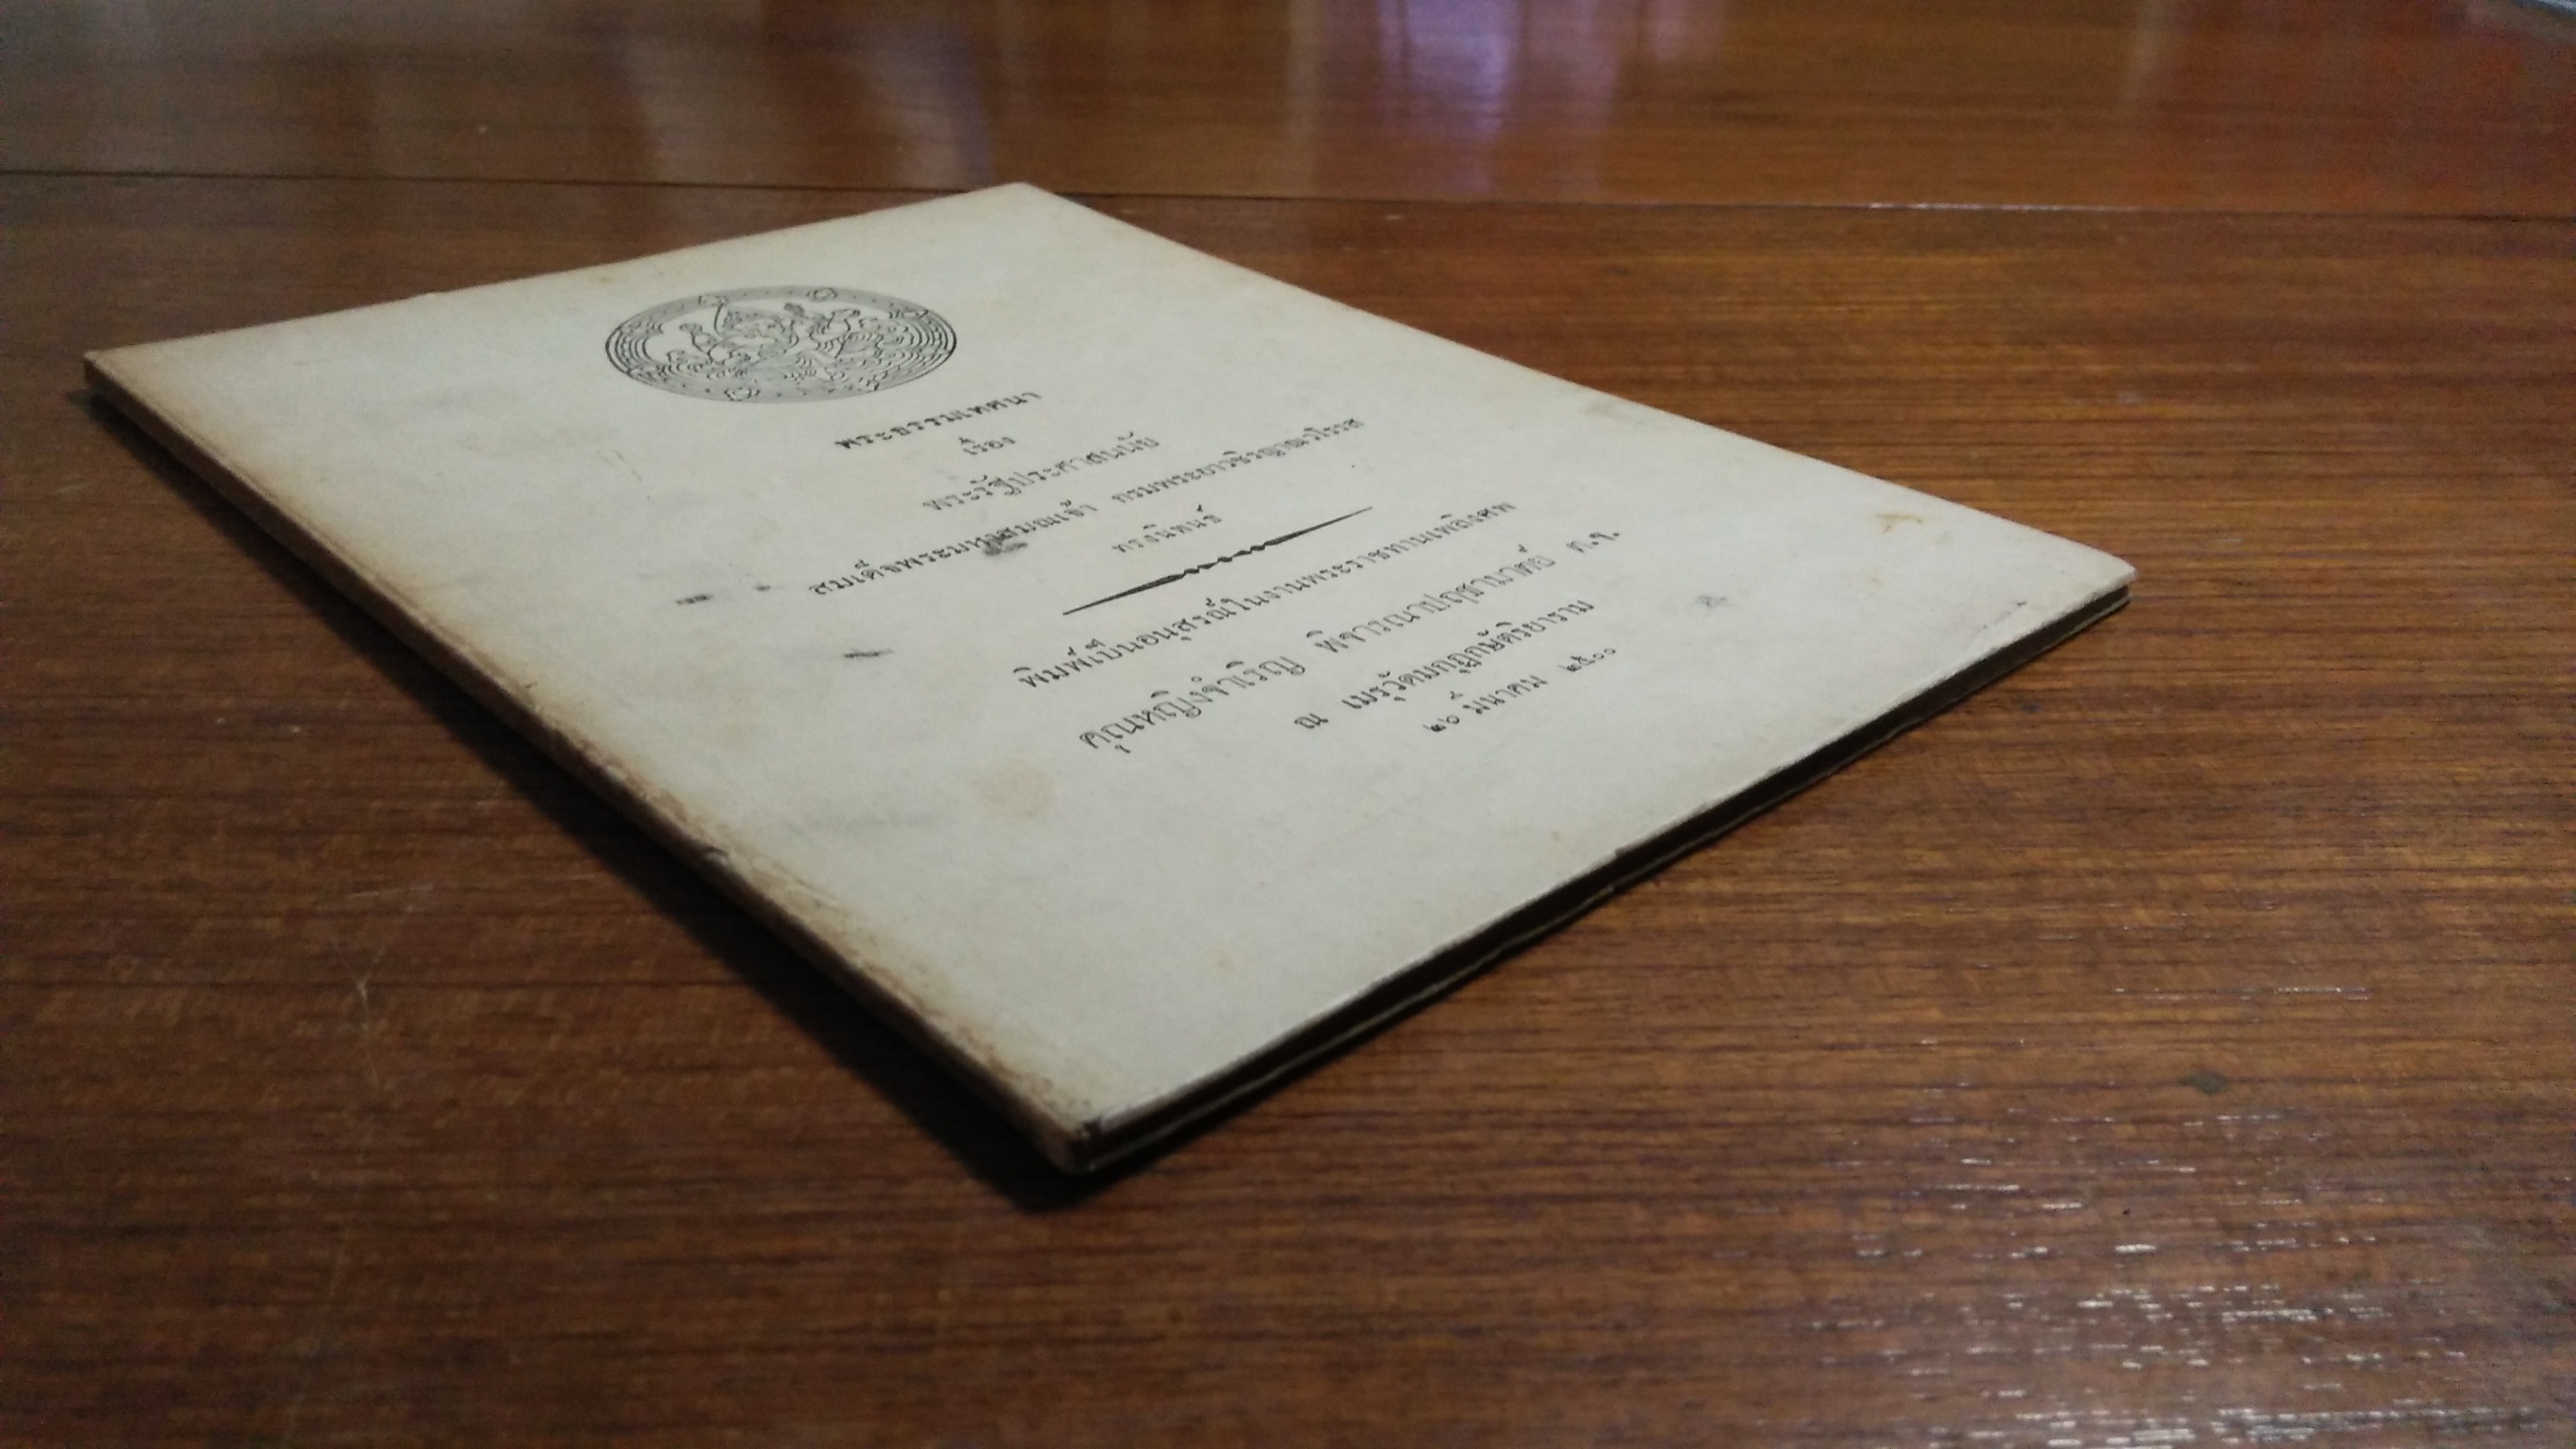 พระธรรมเทศนา
เรื่อง
พระรัฐประศาสนนัย
สมเด็จพระมหาสมณเจ้า กรมพระยาวชิรญาณวโรรส
ทรงนิพนธ์
พิมพ์เป็นอนุสรณ์ในงานพระราชทานเพลิงศพ
คุณหญิงจำเริญ พิจารณาปฤชามาตย์ ต.จ.
ณ เมรุวัดมกุฎกษัตริยาราม
๒๖ มีนาคม ๒๕๐๐